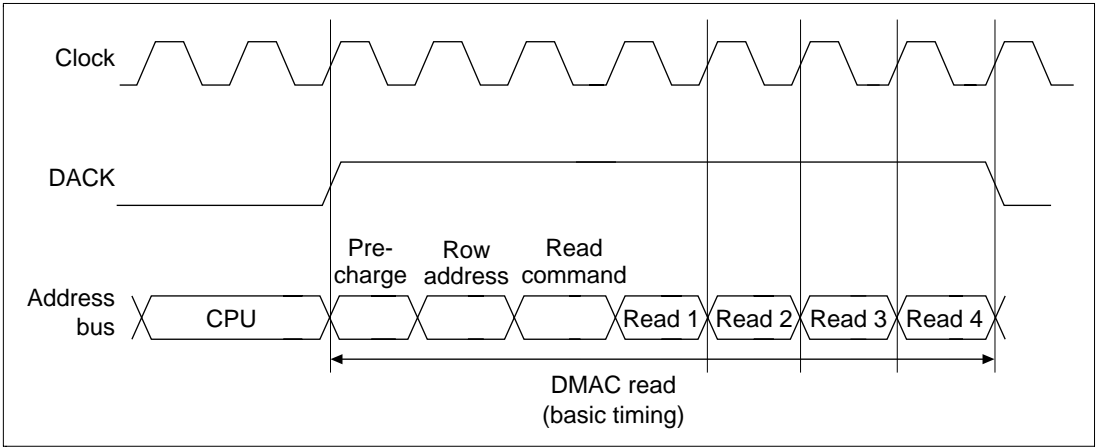 Clock
DACK
Pre-
charge
Row
address
Read
command
Address
bus
CPU
Read 1
Read 2
Read 3
Read 4
DMAC read
(basic timing)